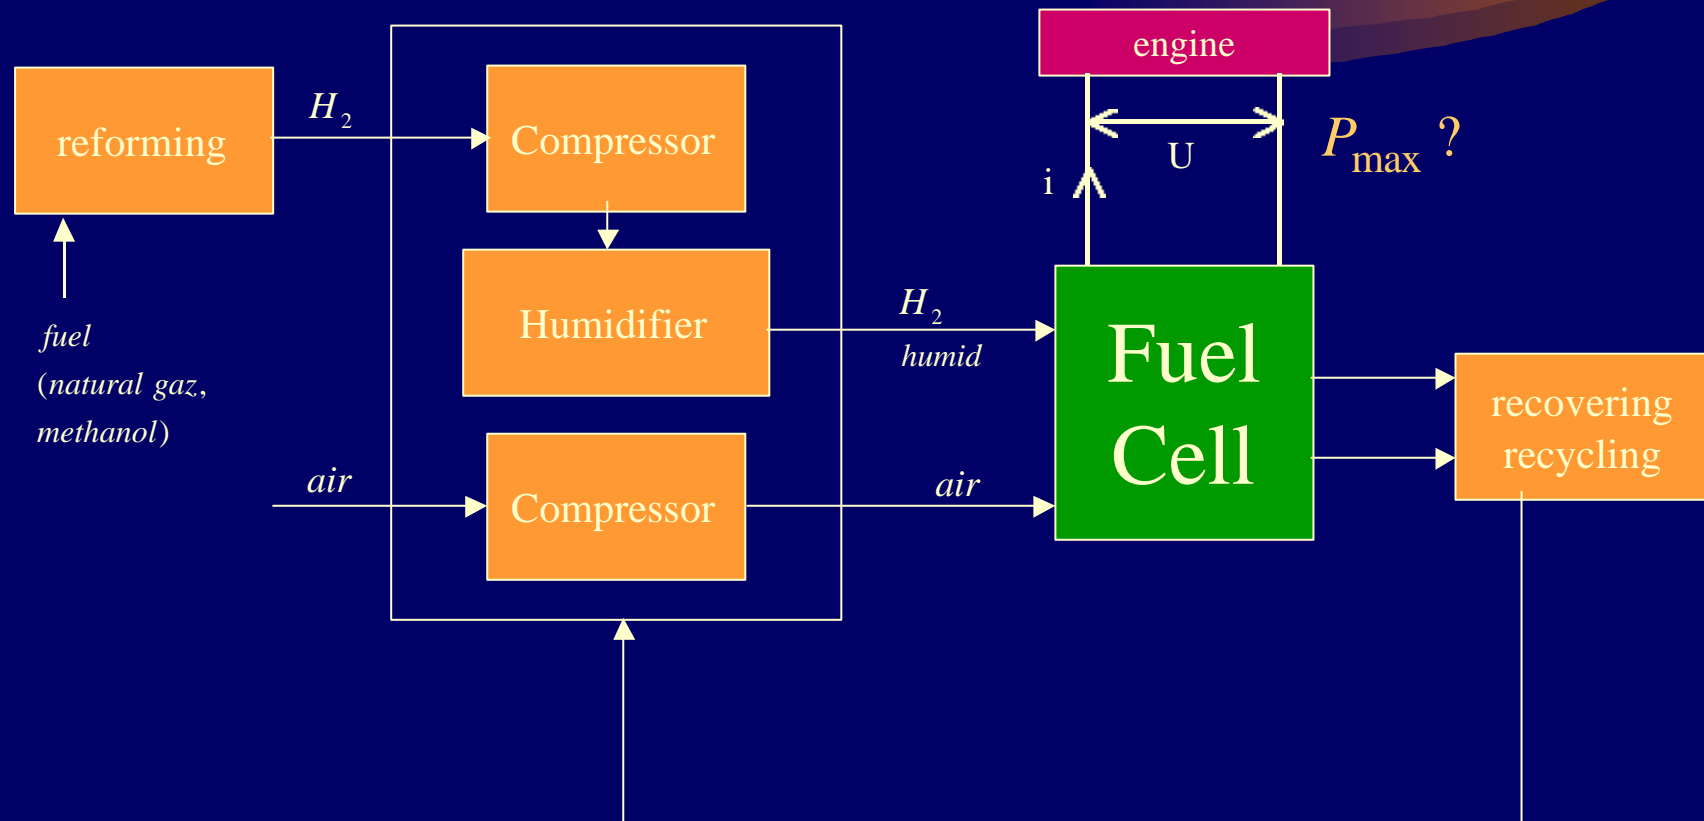 engine
reforming
H2
Compressor
U
Pmax ?
i
Humidifier
H2
humid
fuel
(natural gaz,
methanol)
Fuel
Cell
recovering
recycling
air
Compressor
air